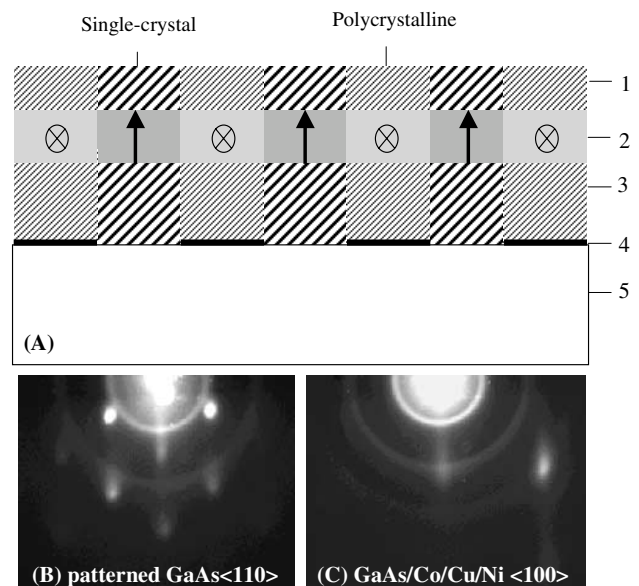 Single-crystal
Polycrystalline
1
2
3
4
5
(A)
(B) patterned GaAs<110>
(C) GaAs/Co/Cu/Ni <100>